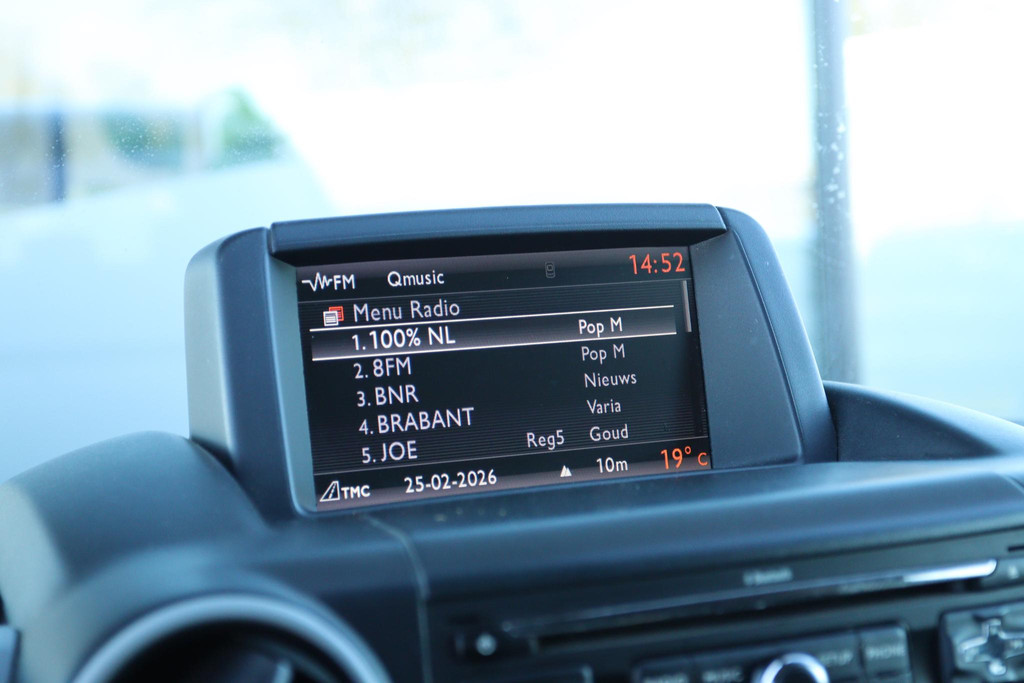 FM Qmusic 14:52
Menu Radio
1. 100% NL Pop M
2. 8FM Pop M
3. BNR Nieuws
4. BRABANT Varia
5. JOE Reg5 Goud
TMC 25-02-2026 10m 19° C